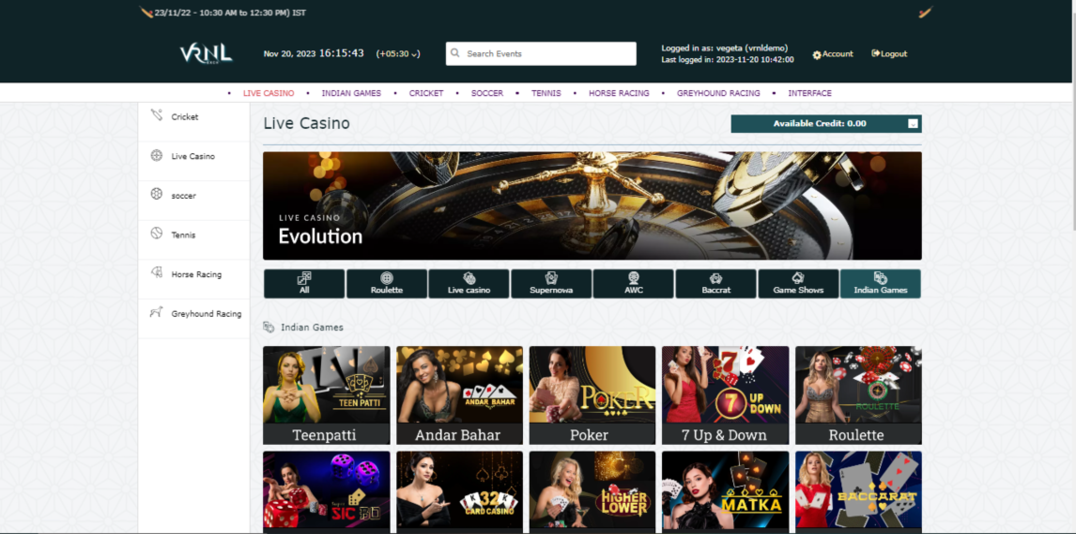 23/11/22 - 10:30 AM to 12:30 PM) IST
VRNL
Nov 20, 2023 16:15:43 (+05:30)
Search Events
Logged in as: vegeta (vrnldemo)
Last logged in: 2023-11-20 10:42:00
Account
Logout
LIVE CASINO • INDIAN GAMES • CRICKET • SOCCER • TENNIS • HORSE RACING • GREYHOUND RACING • INTERFACE
Cricket
Live Casino
soccer
Tennis
Horse Racing
Greyhound Racing
Live Casino
Available Credit: 0.00
LIVE CASINO
Evolution
All
Roulette
Live casino
Supernowa
AWC
Baccrat
Game Shows
Indian Games
Indian Games
TEEN PATTI
Teenpatti
ANDAR BAHAR
Andar Bahar
POKER
Poker
7 UP DOWN
7 Up & Down
ROULETTE
Roulette
SIC BO
32
CARD CASINO
HIGHER
LOWER
MATKA
BACCARAT